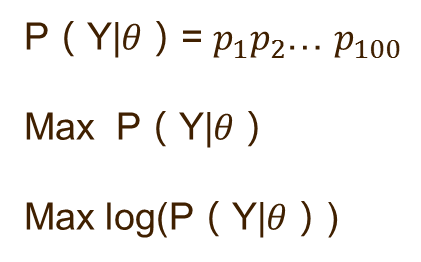 P ( Y|θ ) = p₁p₂… p₁₀₀
Max P ( Y|θ )
Max log(P ( Y|θ ) )